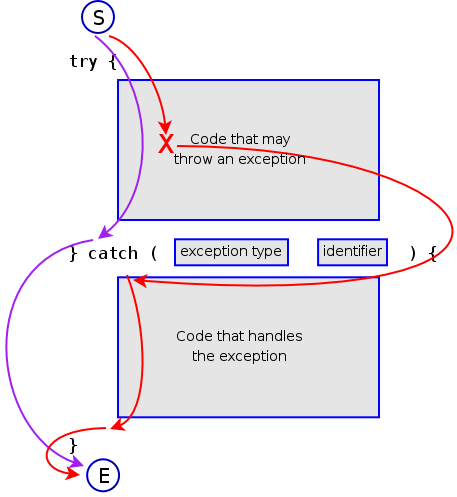 S
try {
X
Code that may
throw an exception
} catch ( exception type identifier ) {
Code that handles
the exception
}
E